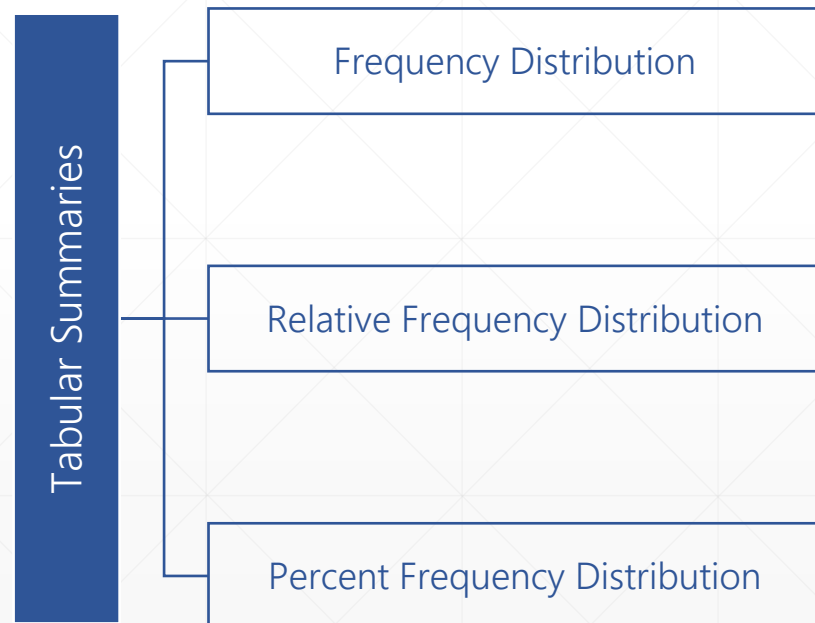 Tabular Summaries
Frequency Distribution
Relative Frequency Distribution
Percent Frequency Distribution